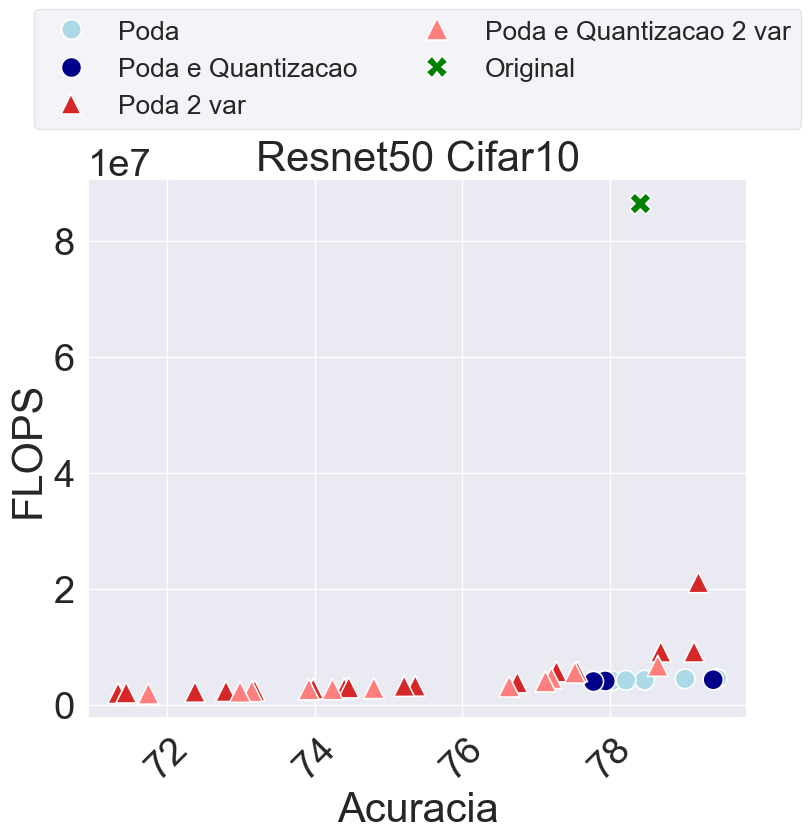 Poda
Poda e Quantizacao
Poda 2 var
Poda e Quantizacao 2 var
Original
1e7
Resnet50 Cifar10
8
6
4
2
0
FLOPS
72
74
76
78
Acuracia